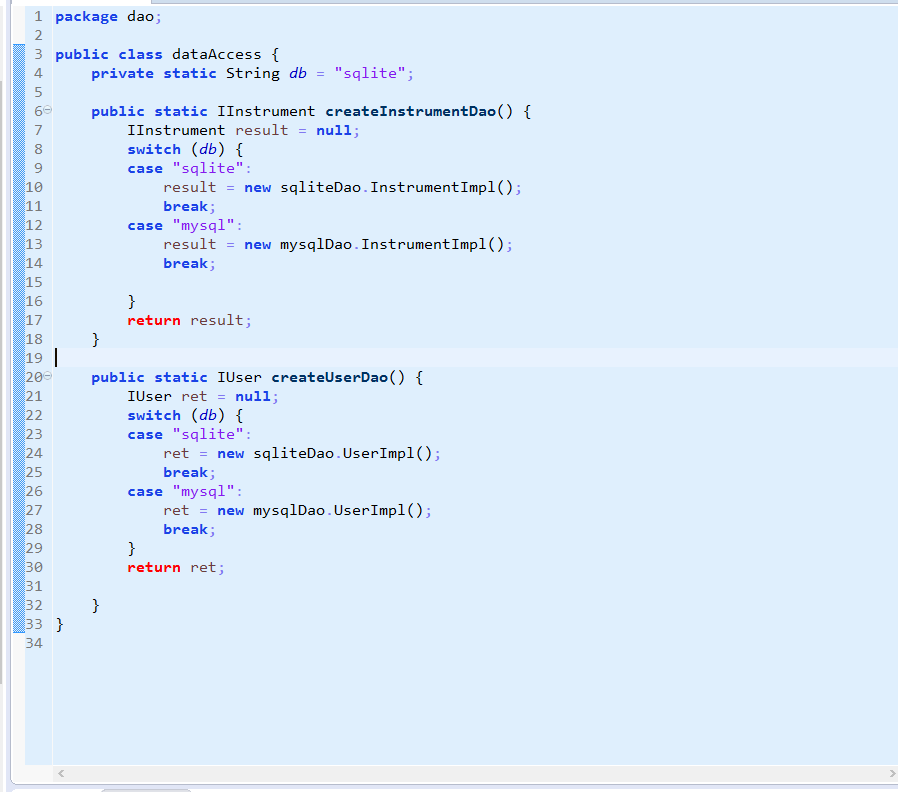 1 package dao;
2
3 public class dataAccess {
4     private static String db = "sqlite";
5
6     public static IInstrument createInstrumentDao() {
7         IInstrument result = null;
8         switch (db) {
9         case "sqlite":
10             result = new sqliteDao.InstrumentImpl();
11             break;
12         case "mysql":
13             result = new mysqlDao.InstrumentImpl();
14             break;
15
16         }
17         return result;
18     }
19
20     public static IUser createUserDao() {
21         IUser ret = null;
22         switch (db) {
23         case "sqlite":
24             ret = new sqliteDao.UserImpl();
25             break;
26         case "mysql":
27             ret = new mysqlDao.UserImpl();
28             break;
29         }
30         return ret;
31
32     }
33 }
34